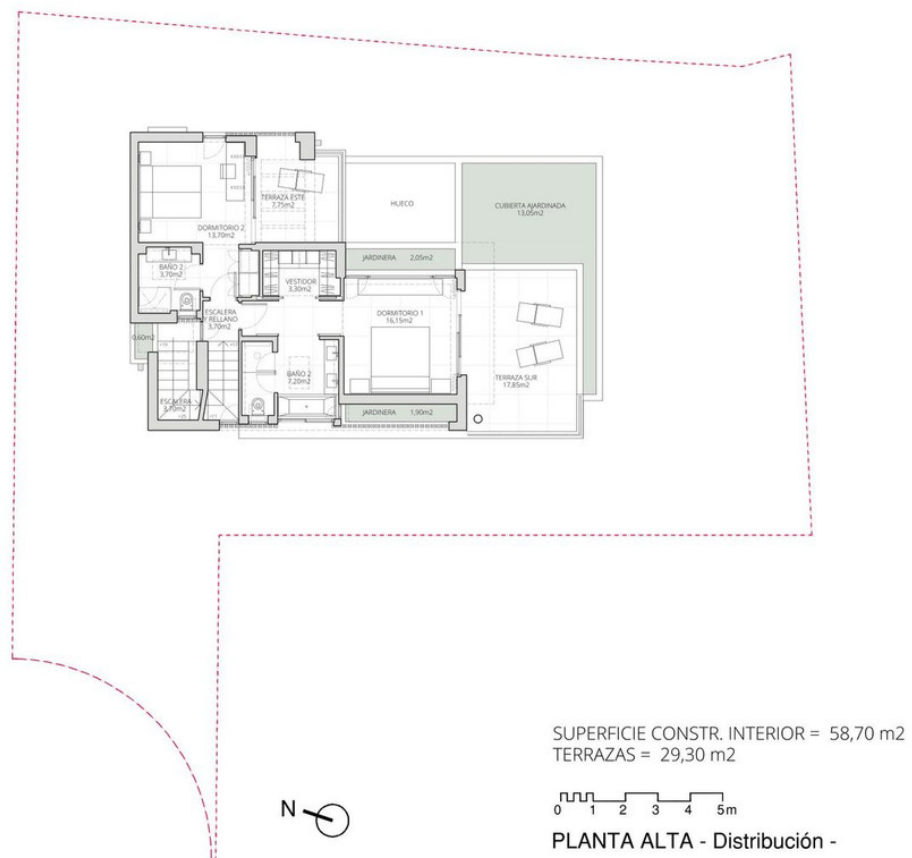 TERRAZA ESTE
7,75m2
HUECO
CUBIERTA AJARDINADA
13,05m2
DORMITORIO 2
13,70m2
BAÑO 2
3,70m2
JARDINERA 2,05m2
VESTIDOR
3,30m2
ESCALERA
Y RELLANO
3,70m2
DORMITORIO 1
16,15m2
0,60m2
BAÑO 2
7,20m2
TERRAZA SUR
17,85m2
ESCALERA
3,70m2
JARDINERA 1,90m2
SUPERFICIE CONSTR. INTERIOR = 58,70 m2
TERRAZAS = 29,30 m2
N
0 1 2 3 4 5m
PLANTA ALTA - Distribución -